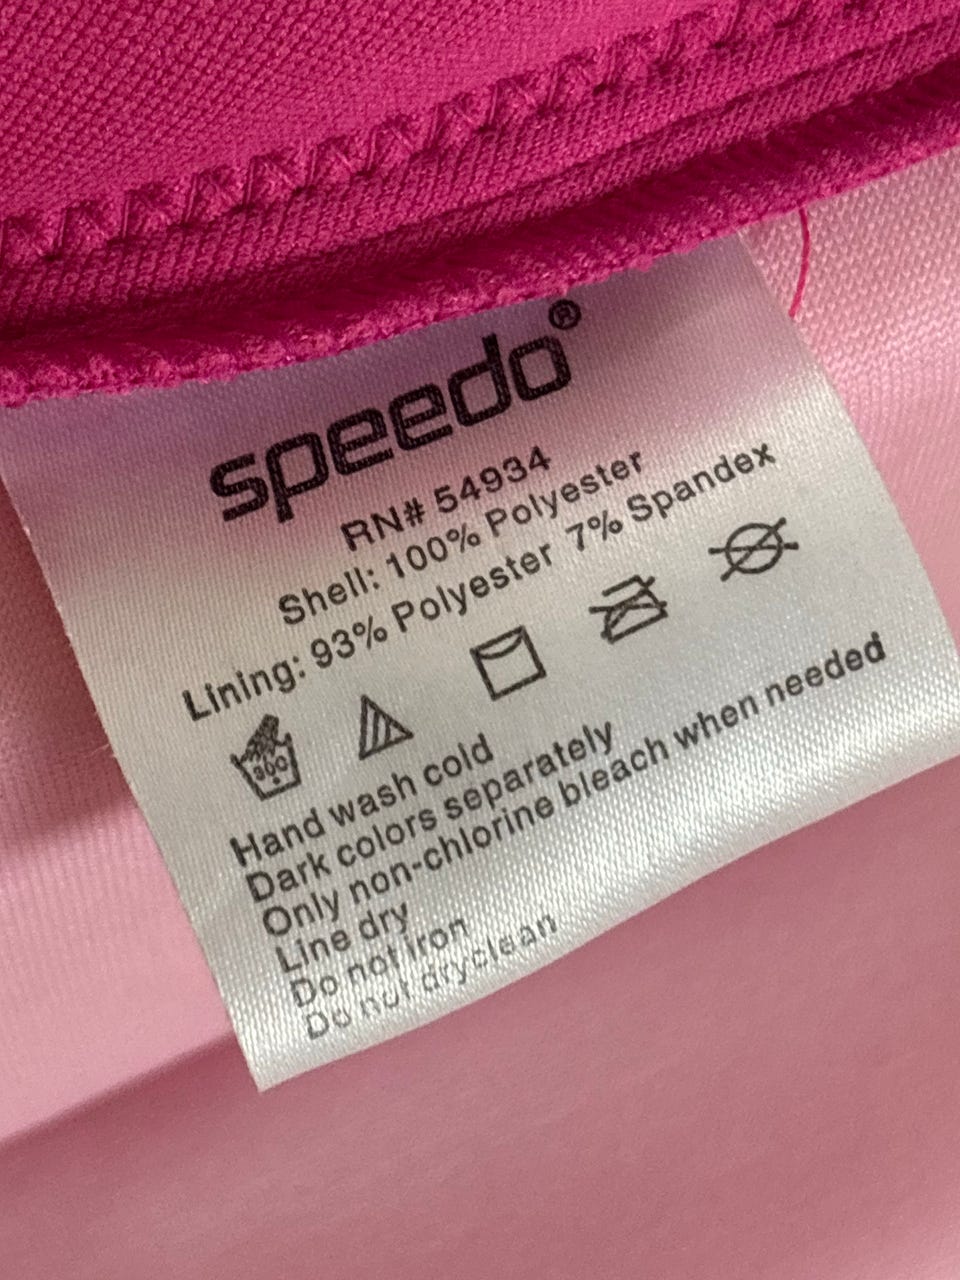 speedo®
RN# 54934
Shell: 100% Polyester
Lining: 93% Polyester 7% Spandex
Hand wash cold
Dark colors separately
Only non-chlorine bleach when needed
Line dry
Do not iron
Do not dryclean